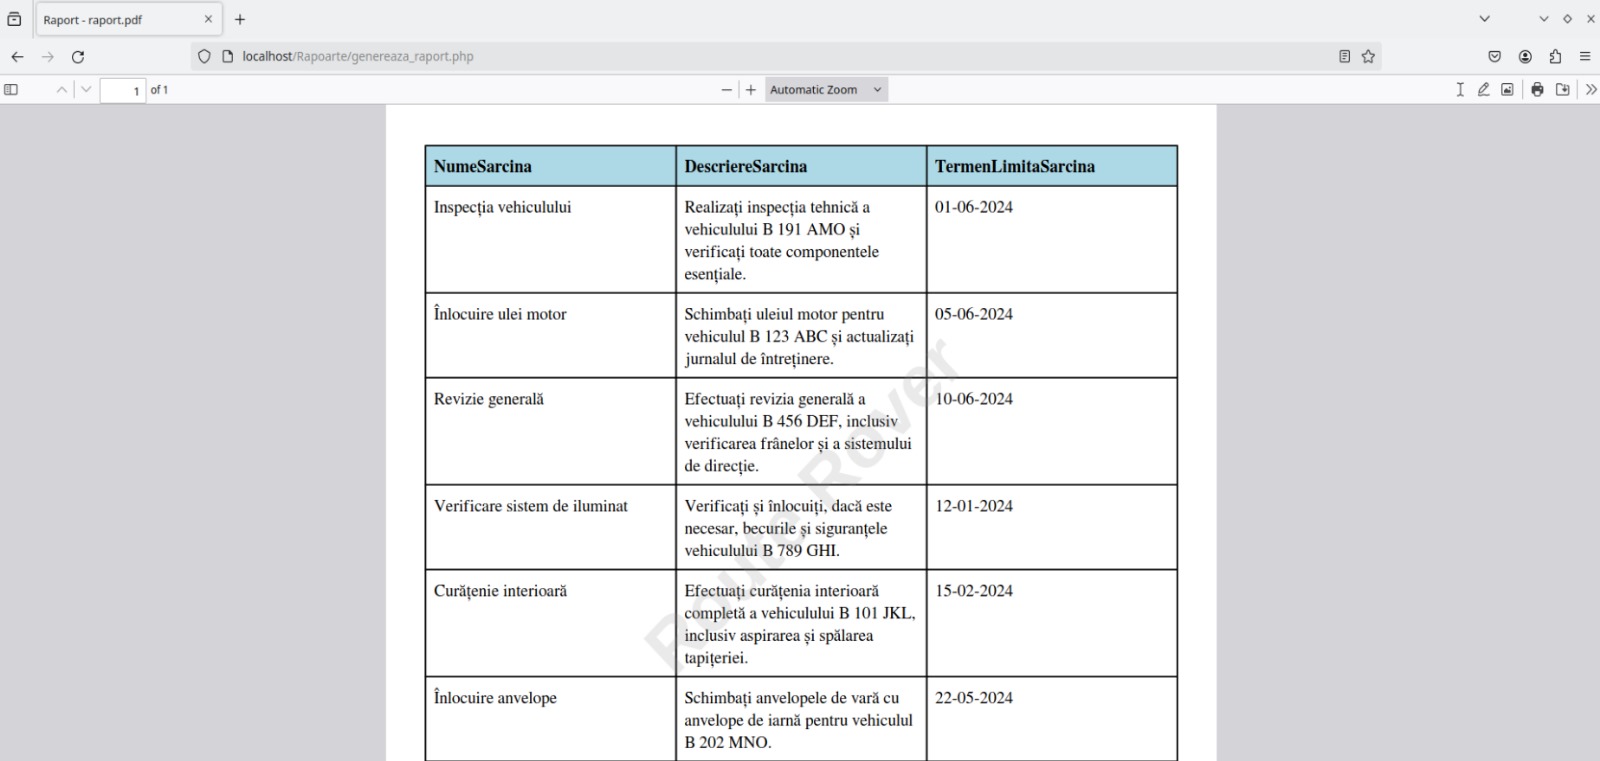 Raport - raport.pdf
localhost/Rapoarte/genereaza_raport.php
1 of 1
Automatic Zoom
NumeSarcina DescriereSarcina TermenLimitaSarcina
Inspecția vehiculului
Realizați inspecția tehnică a
vehiculului B 191 AMO și
verificați toate componentele
esențiale.
01-06-2024
Înlocuire ulei motor
Schimbați uleiul motor pentru
vehiculul B 123 ABC și actualizați
jurnalul de întreținere.
05-06-2024
Revizie generală
Efectuați revizia generală a
vehiculului B 456 DEF, inclusiv
verificarea frânelor și a sistemului
de direcție.
10-06-2024
Verificare sistem de iluminat
Verificați și înlocuiți, dacă este
necesar, becurile și siguranțele
vehiculului B 789 GHI.
12-01-2024
Curățenie interioară
Efectuați curățenia interioară
completă a vehiculului B 101 JKL,
inclusiv aspirarea și spălarea
tapițeriei.
15-02-2024
Înlocuire anvelope
Schimbați anvelopele de vară cu
anvelope de iarnă pentru vehiculul
B 202 MNO.
22-05-2024
Route Rover